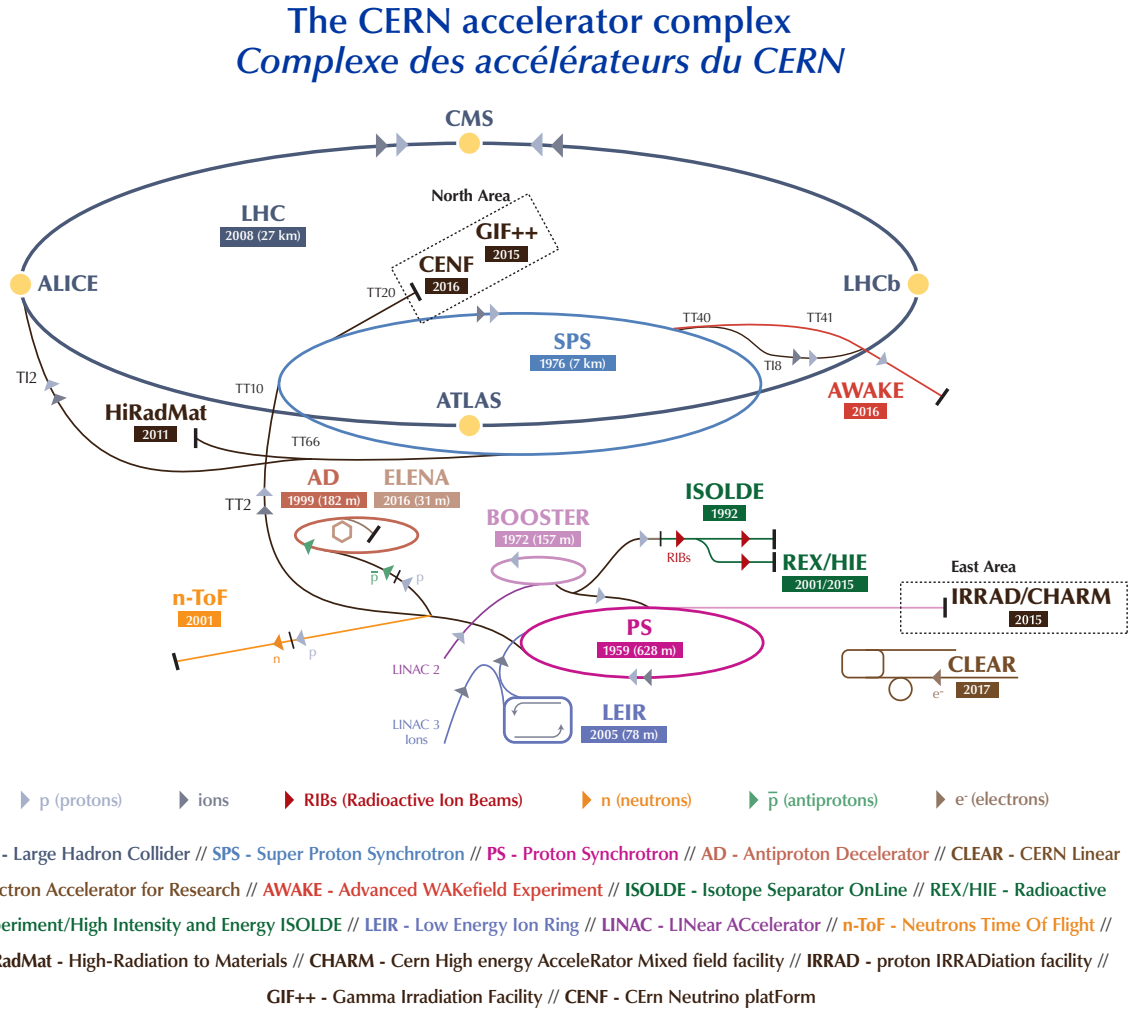 The CERN accelerator complex
Complexe des accélérateurs du CERN
CMS
North Area
LHC
2008 (27 km)
GIF++
2015
CENF
2016
ALICE
LHCb
TT20
TT40
TT41
SPS
1976 (7 km)
TI8
TI2
TT10
AWAKE
2016
ATLAS
HiRadMat
2011
TT66
AD
1999 (182 m)
ELENA
2016 (31 m)
TT2
ISOLDE
1992
BOOSTER
1972 (157 m)
RIBs
REX/HIE
2001/2015
East Area
p̅
p
IRRAD/CHARM
2015
n-ToF
2001
PS
1959 (628 m)
n
p
LINAC 2
CLEAR
2017
e-
LEIR
2005 (78 m)
LINAC 3
Ions
p (protons)
ions
RIBs (Radioactive Ion Beams)
n (neutrons)
p̅ (antiprotons)
e- (electrons)
- Large Hadron Collider // SPS - Super Proton Synchrotron // PS - Proton Synchrotron // AD - Antiproton Decelerator // CLEAR - CERN Linear
ctron Accelerator for Research // AWAKE - Advanced WAKefield Experiment // ISOLDE - Isotope Separator OnLine // REX/HIE - Radioactive
periment/High Intensity and Energy ISOLDE // LEIR - Low Energy Ion Ring // LINAC - LINear ACcelerator // n-ToF - Neutrons Time Of Flight //
RadMat - High-Radiation to Materials // CHARM - Cern High energy AcceleRator Mixed field facility // IRRAD - proton IRRADiation facility //
GIF++ - Gamma Irradiation Facility // CENF - CErn Neutrino platForm